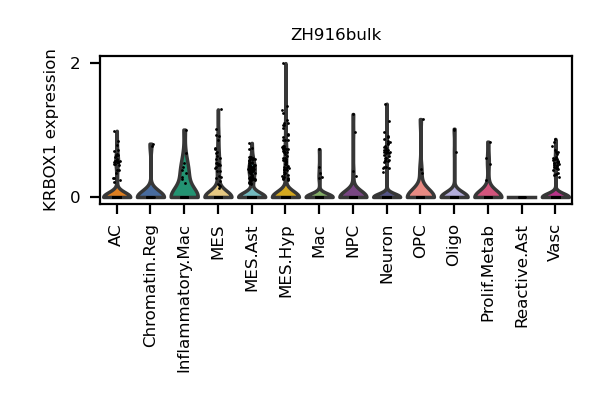 ZH916bulk
KRBOX1 expression
2
0
AC
Chromatin.Reg
Inflammatory.Mac
MES
MES.Ast
MES.Hyp
Mac
NPC
Neuron
OPC
Oligo
Prolif.Metab
Reactive.Ast
Vasc